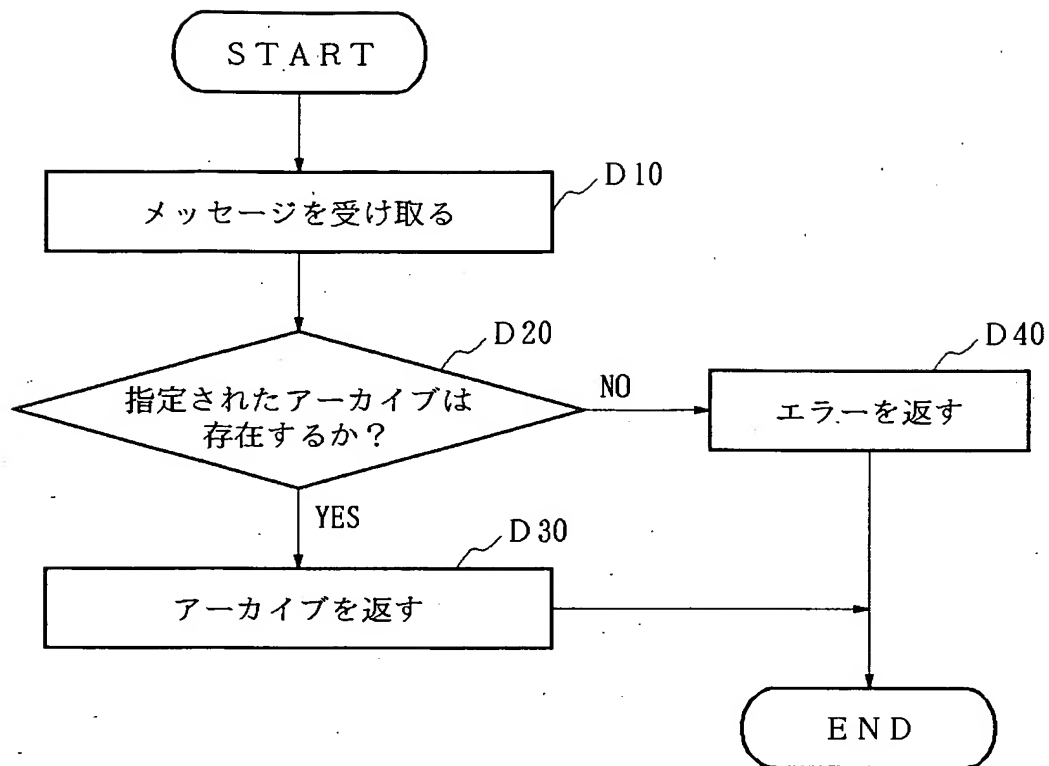 START
D10
メッセージを受け取る
D20
D40
指定されたアーカイブは
存在するか?
NO
エラーを返す
YES
D30
アーカイブを返す
END